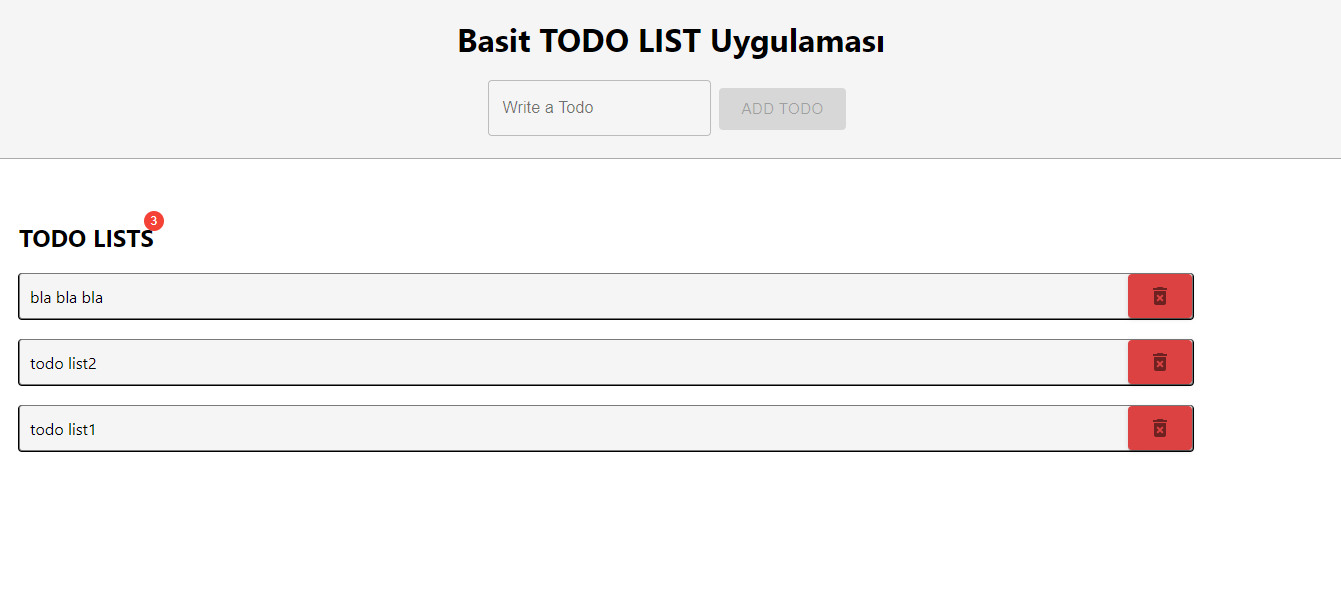 Basit TODO LIST Uygulaması
Write a Todo
ADD TODO
TODO LISTS
3
bla bla bla
todo list2
todo list1